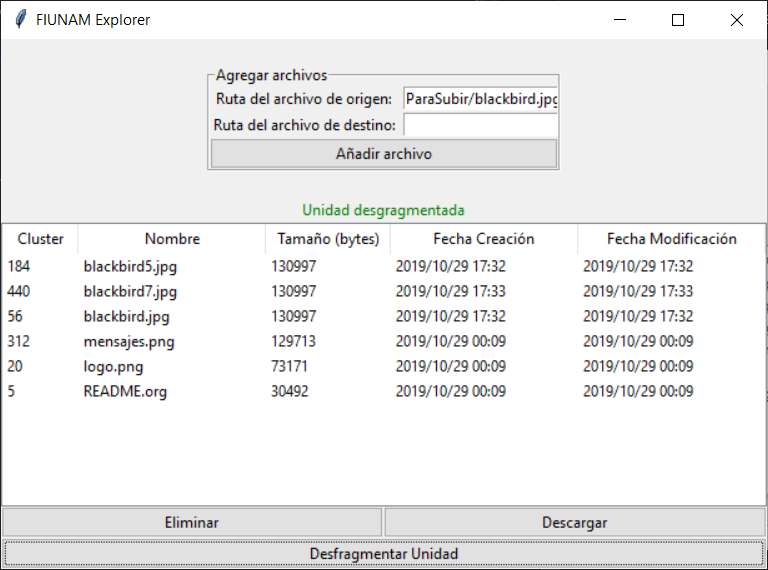 FIUNAM Explorer
Agregar archivos
Ruta del archivo de origen: ParaSubir/blackbird.jpg
Ruta del archivo de destino:
Añadir archivo
Unidad desgragmentada
Cluster Nombre Tamaño (bytes) Fecha Creación Fecha Modificación
184 blackbird5.jpg 130997 2019/10/29 17:32 2019/10/29 17:32
440 blackbird7.jpg 130997 2019/10/29 17:33 2019/10/29 17:33
56 blackbird.jpg 130997 2019/10/29 17:32 2019/10/29 17:32
312 mensajes.png 129713 2019/10/29 00:09 2019/10/29 00:09
20 logo.png 73171 2019/10/29 00:09 2019/10/29 00:09
5 README.org 30492 2019/10/29 00:09 2019/10/29 00:09
Eliminar Descargar
Desfragmentar Unidad